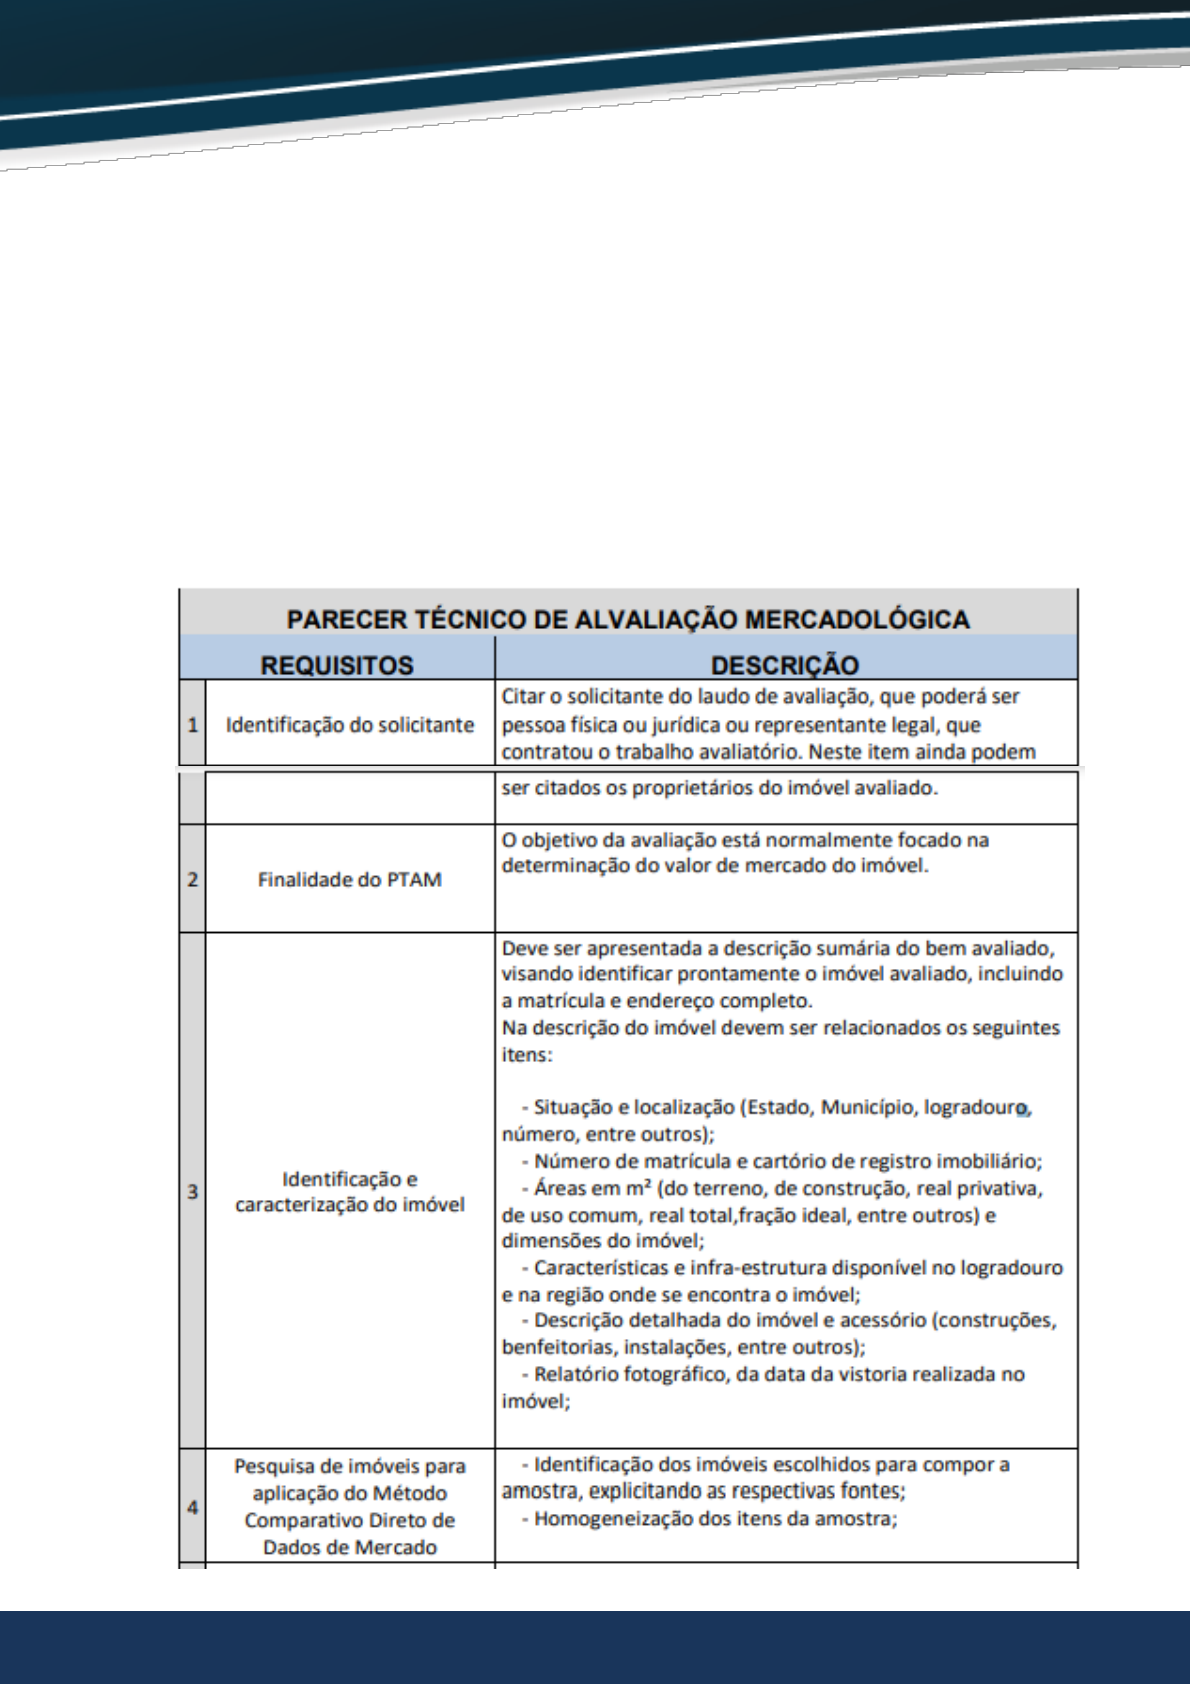 PARECER TÉCNICO DE ALVALIAÇÃO MERCADOLÓGICA
REQUISITOS
DESCRIÇÃO
1
Identificação do solicitante
Citar o solicitante do laudo de avaliação, que poderá ser
pessoa física ou jurídica ou representante legal, que
contratou o trabalho avaliatório. Neste item ainda podem
ser citados os proprietários do imóvel avaliado.
2
Finalidade do PTAM
O objetivo da avaliação está normalmente focado na
determinação do valor de mercado do imóvel.
3
Identificação e
caracterização do imóvel
Deve ser apresentada a descrição sumária do bem avaliado,
visando identificar prontamente o imóvel avaliado, incluindo
a matrícula e endereço completo.
Na descrição do imóvel devem ser relacionados os seguintes
itens:
- Situação e localização (Estado, Município, logradouro,
número, entre outros);
- Número de matrícula e cartório de registro imobiliário;
- Áreas em m² (do terreno, de construção, real privativa,
de uso comum, real total,fração ideal, entre outros) e
dimensões do imóvel;
- Características e infra-estrutura disponível no logradouro
e na região onde se encontra o imóvel;
- Descrição detalhada do imóvel e acessório (construções,
benfeitorias, instalações, entre outros);
- Relatório fotográfico, da data da vistoria realizada no
imóvel;
4
Pesquisa de imóveis para
aplicação do Método
Comparativo Direto de
Dados de Mercado
- Identificação dos imóveis escolhidos para compor a
amostra, explicitando as respectivas fontes;
- Homogeneização dos itens da amostra;